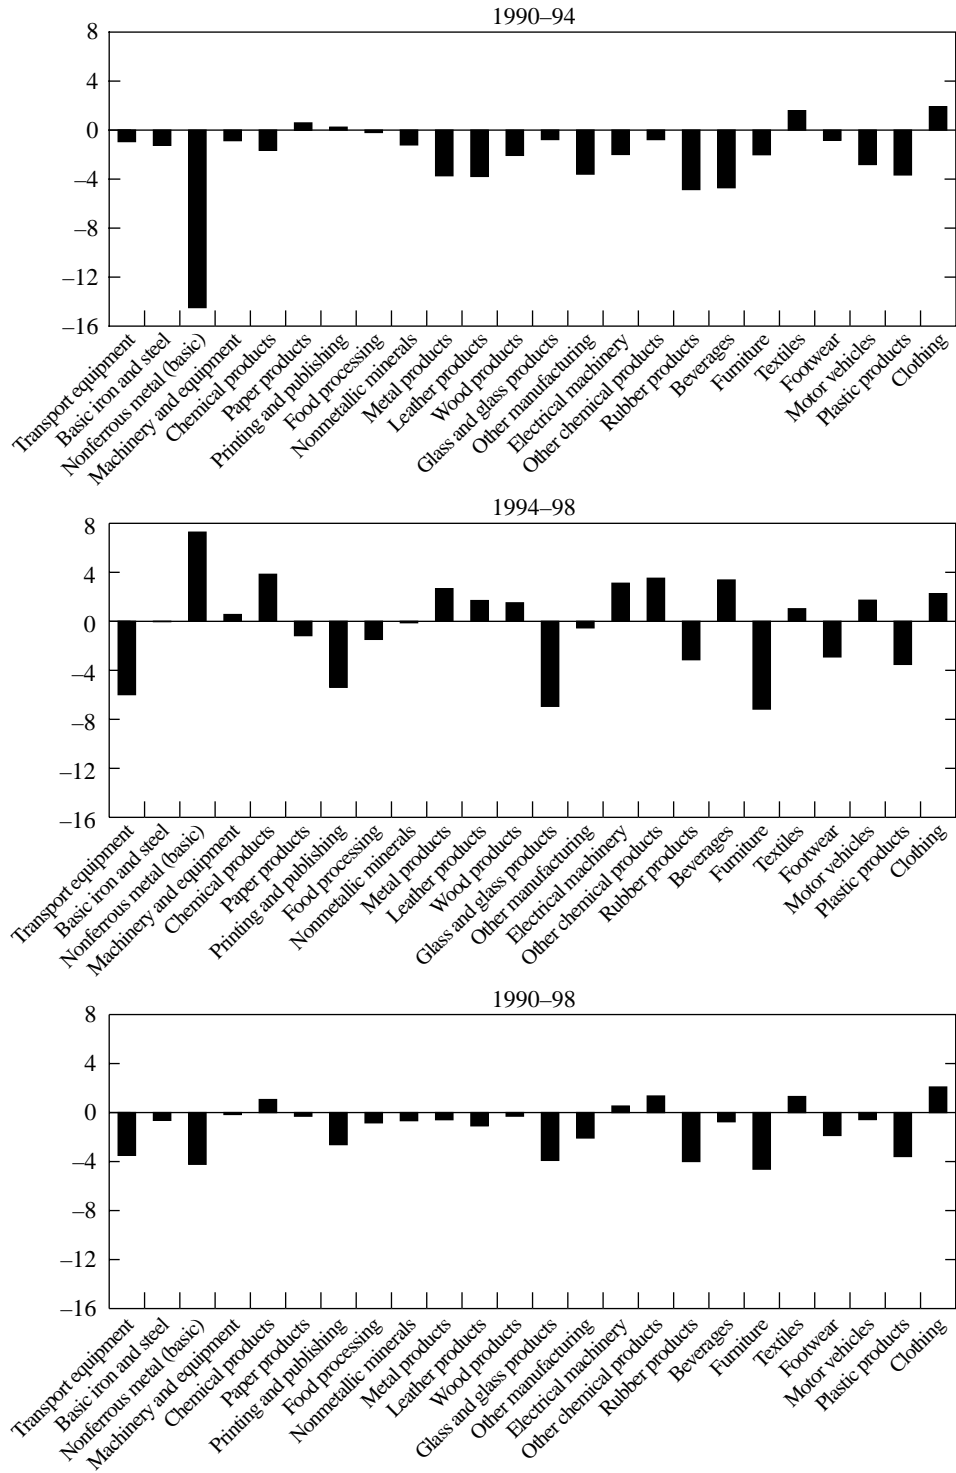 1990–94
8
4
0
–4
–8
–12
–16
Transport equipment
Basic iron and steel
Nonferrous metal (basic)
Machinery and equipment
Chemical products
Paper products
Printing and publishing
Food processing
Nonmetallic minerals
Metal products
Leather products
Wood products
Glass and glass products
Other manufacturing
Electrical machinery
Other chemical products
Rubber products
Beverages
Furniture
Textiles
Footwear
Motor vehicles
Plastic products
Clothing
1994–98
8
4
0
–4
–8
–12
–16
Transport equipment
Basic iron and steel
Nonferrous metal (basic)
Machinery and equipment
Chemical products
Paper products
Printing and publishing
Food processing
Nonmetallic minerals
Metal products
Leather products
Wood products
Glass and glass products
Other manufacturing
Electrical machinery
Other chemical products
Rubber products
Beverages
Furniture
Textiles
Footwear
Motor vehicles
Plastic products
Clothing
1990–98
8
4
0
–4
–8
–12
–16
Transport equipment
Basic iron and steel
Nonferrous metal (basic)
Machinery and equipment
Chemical products
Paper products
Printing and publishing
Food processing
Nonmetallic minerals
Metal products
Leather products
Wood products
Glass and glass products
Other manufacturing
Electrical machinery
Other chemical products
Rubber products
Beverages
Furniture
Textiles
Footwear
Motor vehicles
Plastic products
Clothing